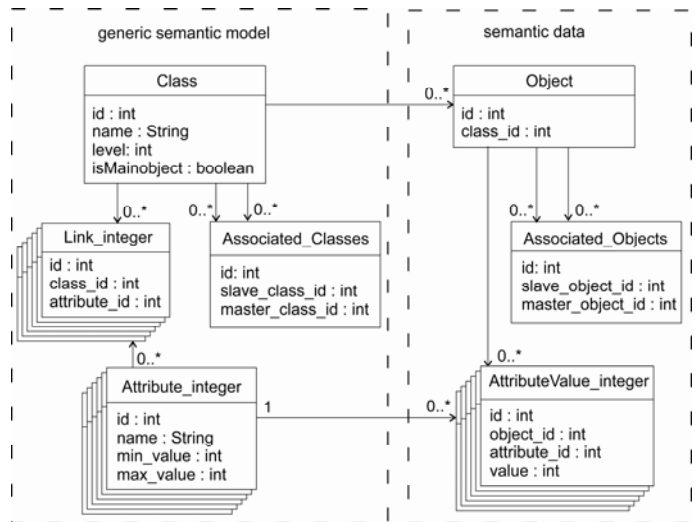 generic semantic model
semantic data
Class
id : int
name : String
level: int
isMainobject : boolean
0..*
Object
id : int
class_id : int
0..*
0..*
0..*
0..*
0..*
Link_integer
id : int
class_id : int
attribute_id : int
Associated_Classes
id: int
slave_class_id : int
master_class_id : int
Associated_Objects
id: int
slave_object_id : int
master_object_id : int
0..*
0..*
Attribute_integer
id : int
name : String
min_value : int
max_value : int
1
0..*
AttributeValue_integer
id : int
object_id : int
attribute_id : int
value : int